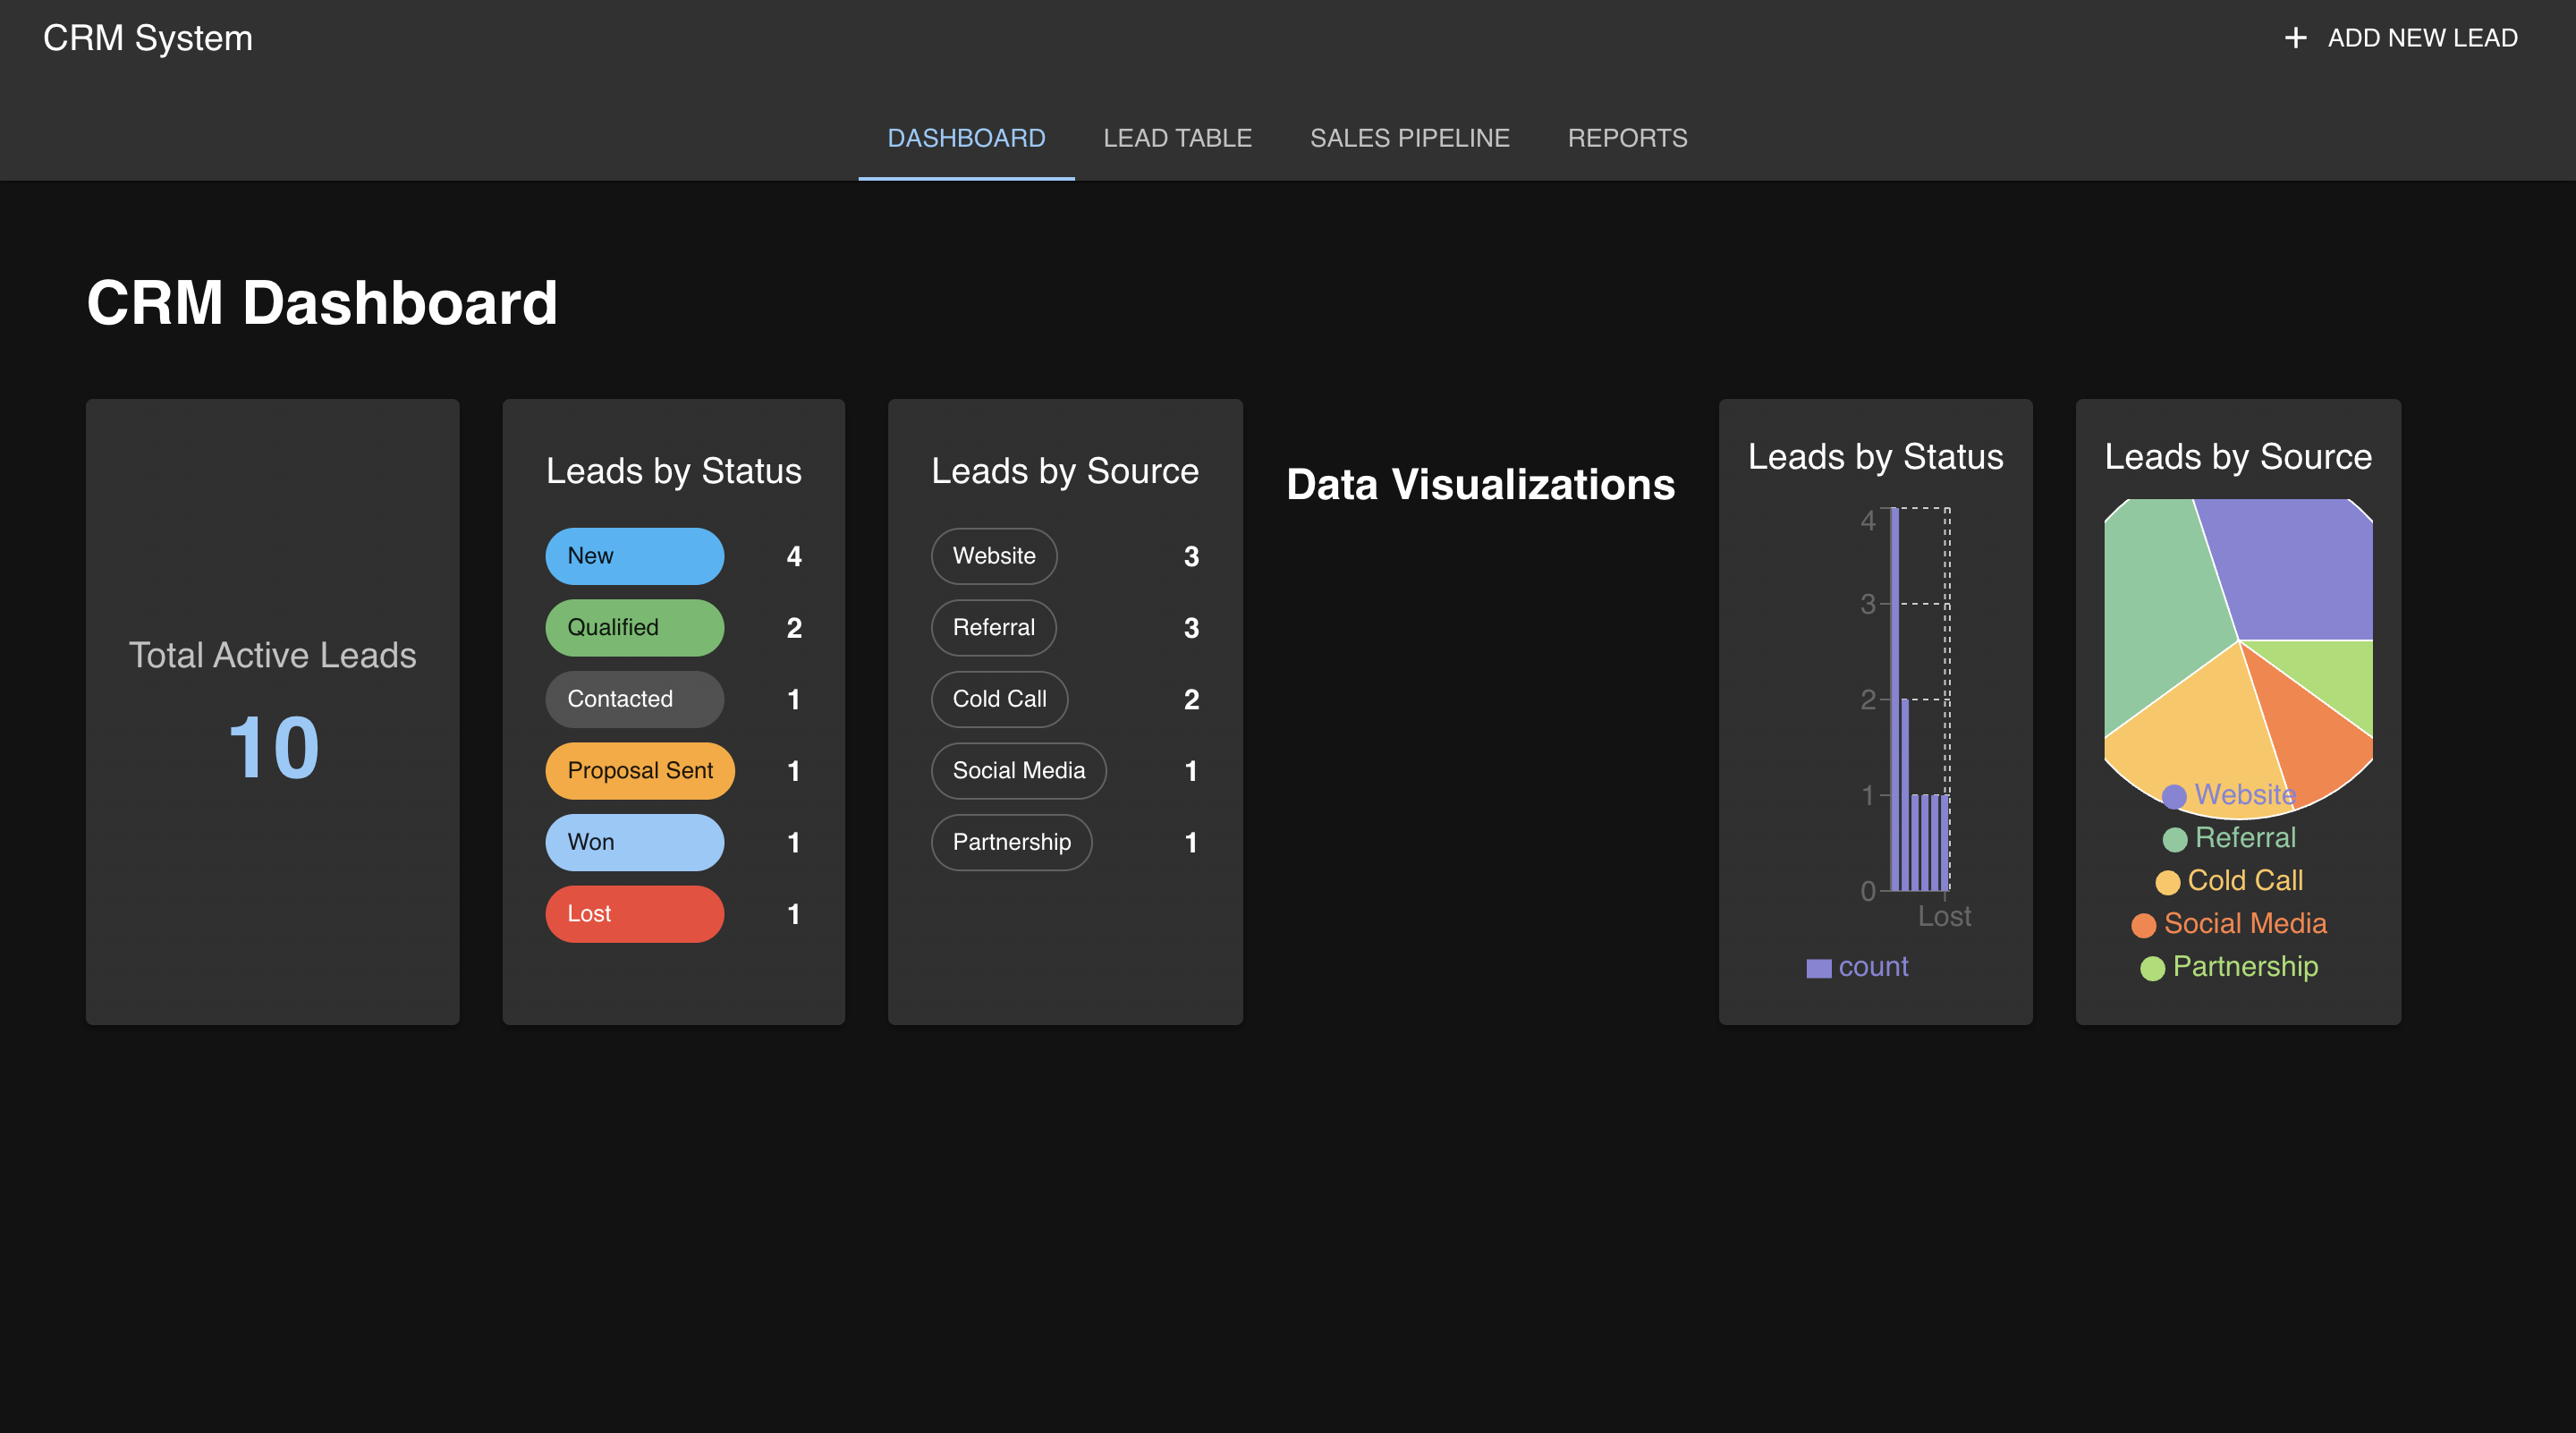 CRM System
+ ADD NEW LEAD
DASHBOARD
LEAD TABLE
SALES PIPELINE
REPORTS
CRM Dashboard
Total Active Leads
10
Leads by Status
New 4
Qualified 2
Contacted 1
Proposal Sent 1
Won 1
Lost 1
Leads by Source
Website 3
Referral 3
Cold Call 2
Social Media 1
Partnership 1
Data Visualizations
Leads by Status
4
3
2
1
0
Lost
count
Leads by Source
Website
Referral
Cold Call
Social Media
Partnership